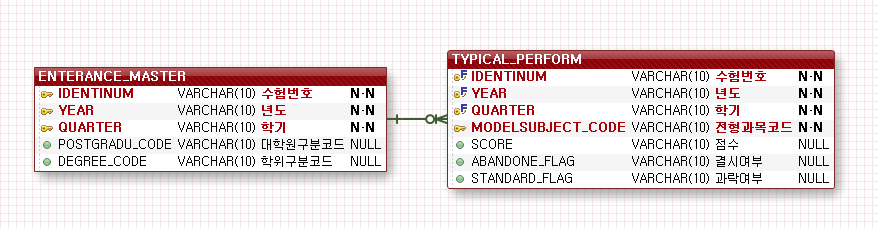 ENTERANCE_MASTER
IDENTINUM VARCHAR(10) 수험번호 N-N
YEAR VARCHAR(10) 년도 N-N
QUARTER VARCHAR(10) 학기 N-N
POSTGRADU_CODE VARCHAR(10) 대학원구분코드 NULL
DEGREE_CODE VARCHAR(10) 학위구분코드 NULL
TYPICAL_PERFORM
IDENTINUM VARCHAR(10) 수험번호 N-N
YEAR VARCHAR(10) 년도 N-N
QUARTER VARCHAR(10) 학기 N-N
MODELSUBJECT_CODE VARCHAR(10) 전형과목코드 N-N
SCORE VARCHAR(10) 점수 NULL
ABANDONE_FLAG VARCHAR(10) 결시여부 NULL
STANDARD_FLAG VARCHAR(10) 과락여부 NULL